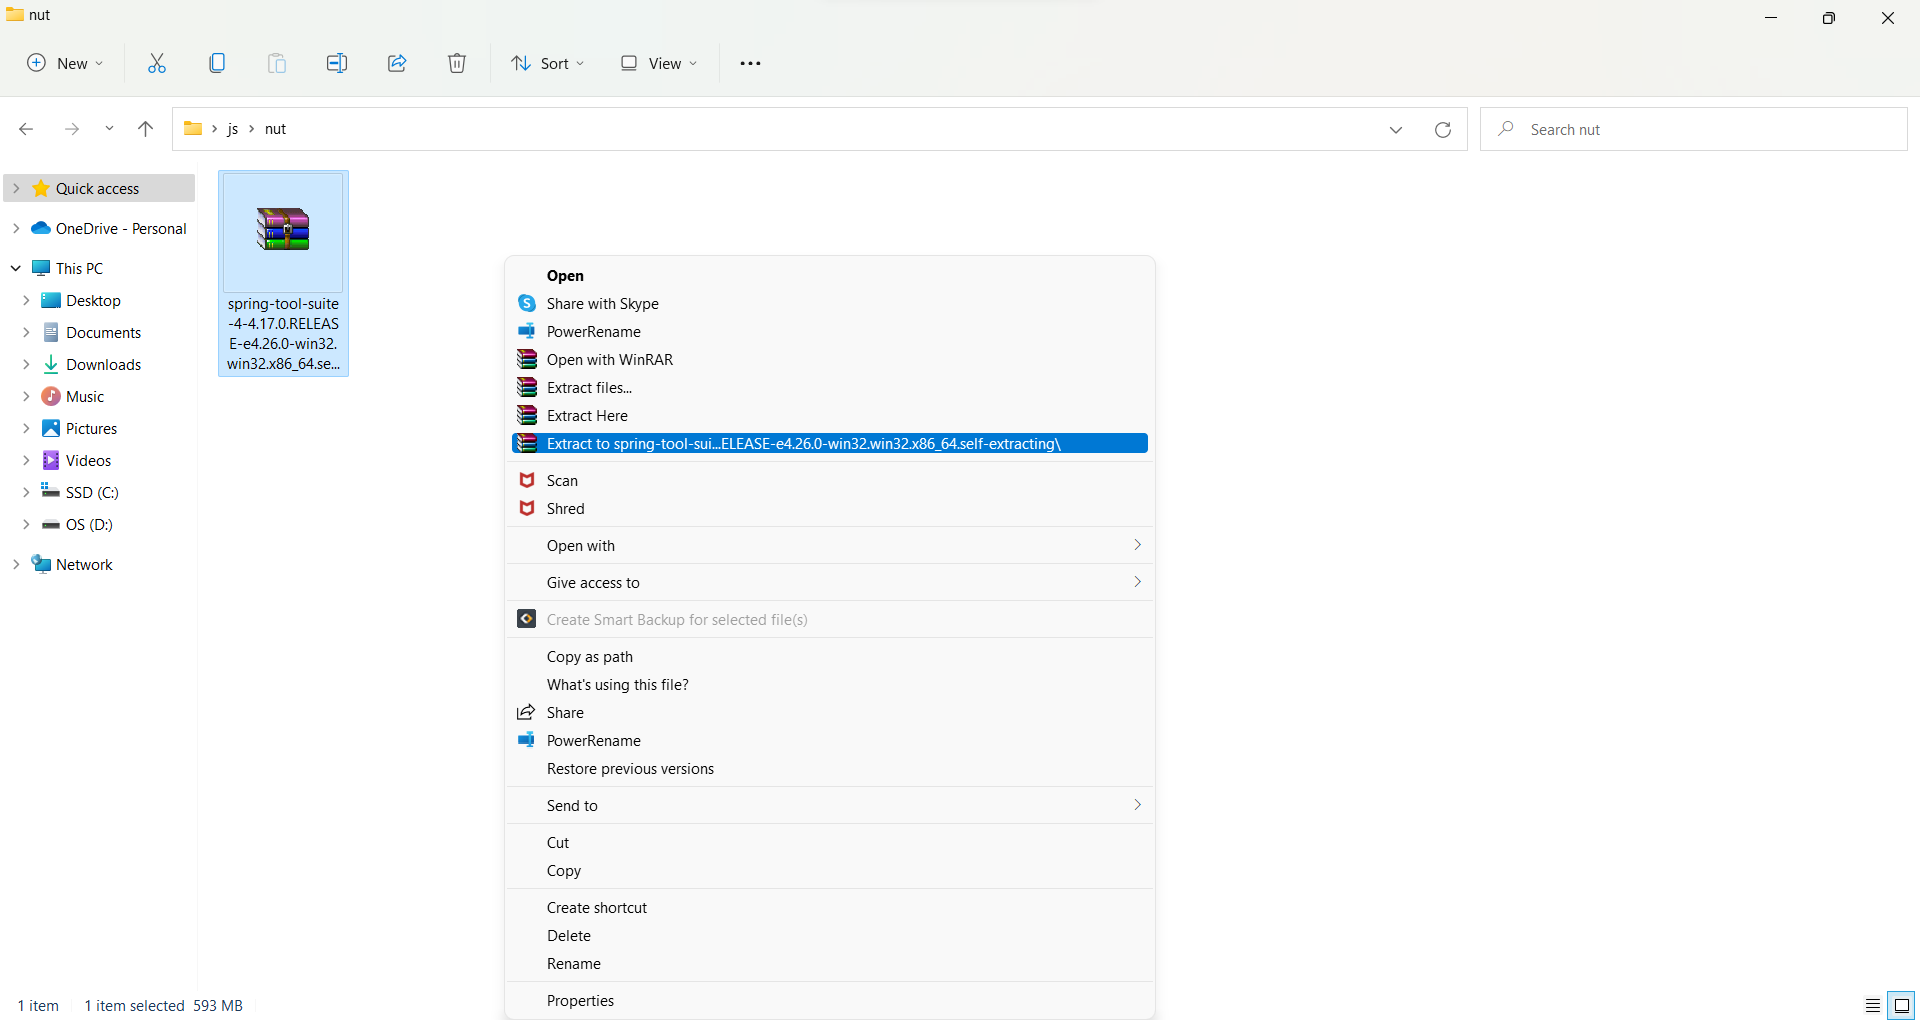 nut
New
Sort
View
js
nut
Search nut
Quick access
OneDrive - Personal
This PC
Desktop
Documents
Downloads
Music
Pictures
Videos
SSD (C:)
OS (D:)
Network
spring-tool-suite
-4-4.17.0.RELEAS
E-e4.26.0-win32.
win32.x86_64.se...
Open
Share with Skype
PowerRename
Open with WinRAR
Extract files...
Extract Here
Extract to spring-tool-sui...ELEASE-e4.26.0-win32.win32.x86_64.self-extracting\
Scan
Shred
Open with
Give access to
Create Smart Backup for selected file(s)
Copy as path
What's using this file?
Share
PowerRename
Restore previous versions
Send to
Cut
Copy
Create shortcut
Delete
Rename
Properties
1 item
1 item selected 593 MB